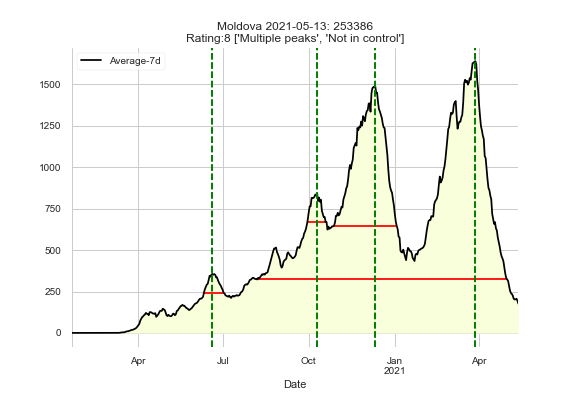 Moldova 2021-05-13: 253386
Rating:8 ['Multiple peaks', 'Not in control']
Average-7d
1500
1250
1000
750
500
250
0
Apr
Jul
Oct
Jan
2021
Apr
Date